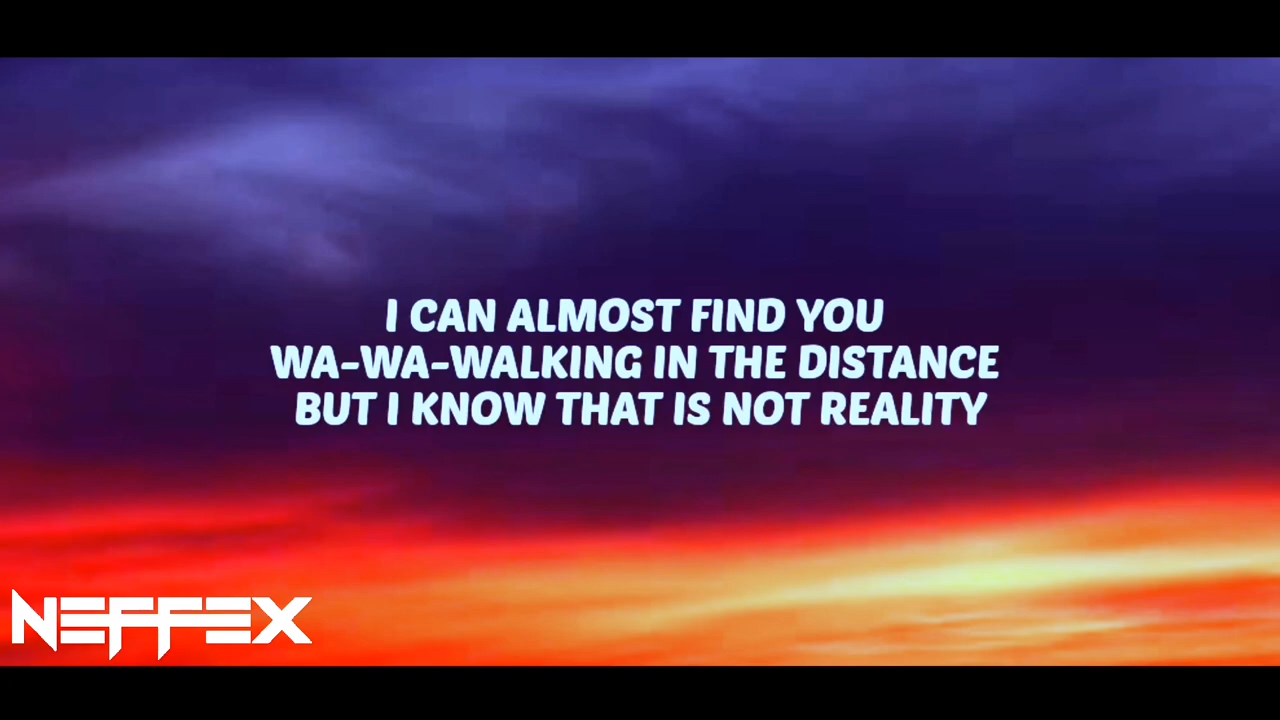 I CAN ALMOST FIND YOU
WA-WA-WALKING IN THE DISTANCE
BUT I KNOW THAT IS NOT REALITY
NEFFEX